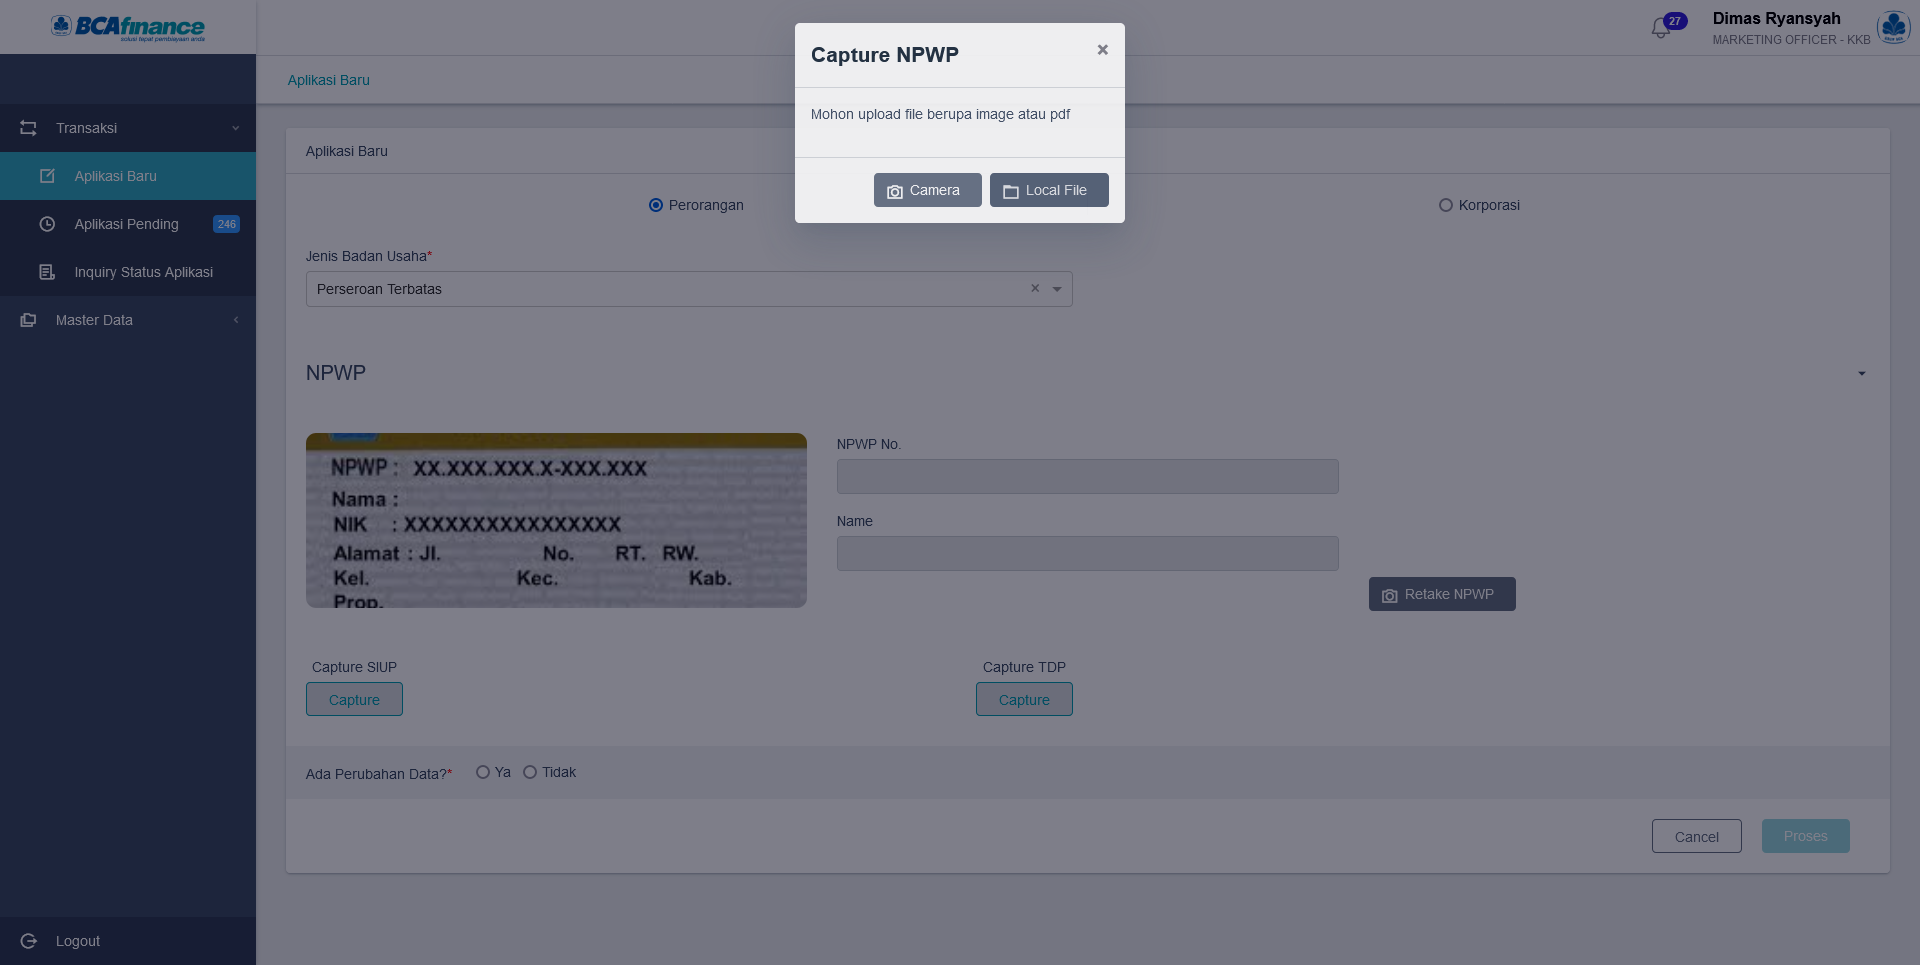 BCAfinance
solusi tepat pembiayaan anda
27
Dimas Ryansyah
MARKETING OFFICER - KKB
Aplikasi Baru
Transaksi
Aplikasi Baru
Aplikasi Pending
246
Inquiry Status Aplikasi
Master Data
Logout
Capture NPWP
×
Mohon upload file berupa image atau pdf
Camera
Local File
Aplikasi Baru
Perorangan
Korporasi
Jenis Badan Usaha*
Perseroan Terbatas
×
NPWP
NPWP : XX.XXX.XXX.X-XXX.XXX
Nama :
NIK : XXXXXXXXXXXXXXXX
Alamat : Jl. No. RT. RW.
Kel. Kec. Kab.
Prop.
NPWP No.
Name
Retake NPWP
Capture SIUP
Capture
Capture TDP
Capture
Ada Perubahan Data?*
Ya
Tidak
Cancel
Proses